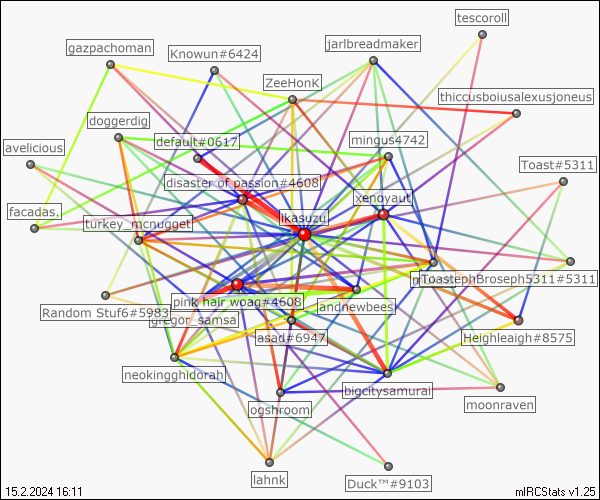 tescoroll
jarlbreadmaker
gazpachoman
Knowun#6424
ZeeHonK
thiccusboiusalexusjoneus
doggerdig
default#0617
mingus4742
avelicious
Toast#5311
disaster of passion#4608
xenoyaut
facadas.
turkey_mcnugget
ikasuzu
ToastephBroseph5311#5311
pink hair woag#4608
andnewbees
Random Stuf6#5983
gregor_samsa
asad#6947
Heighleaigh#8575
neokingghidorah
bigcitysamurai
moonraven
ogshroom
lahnk
Duck™#9103
15.2.2024 16:11
mIRCStats v1.25